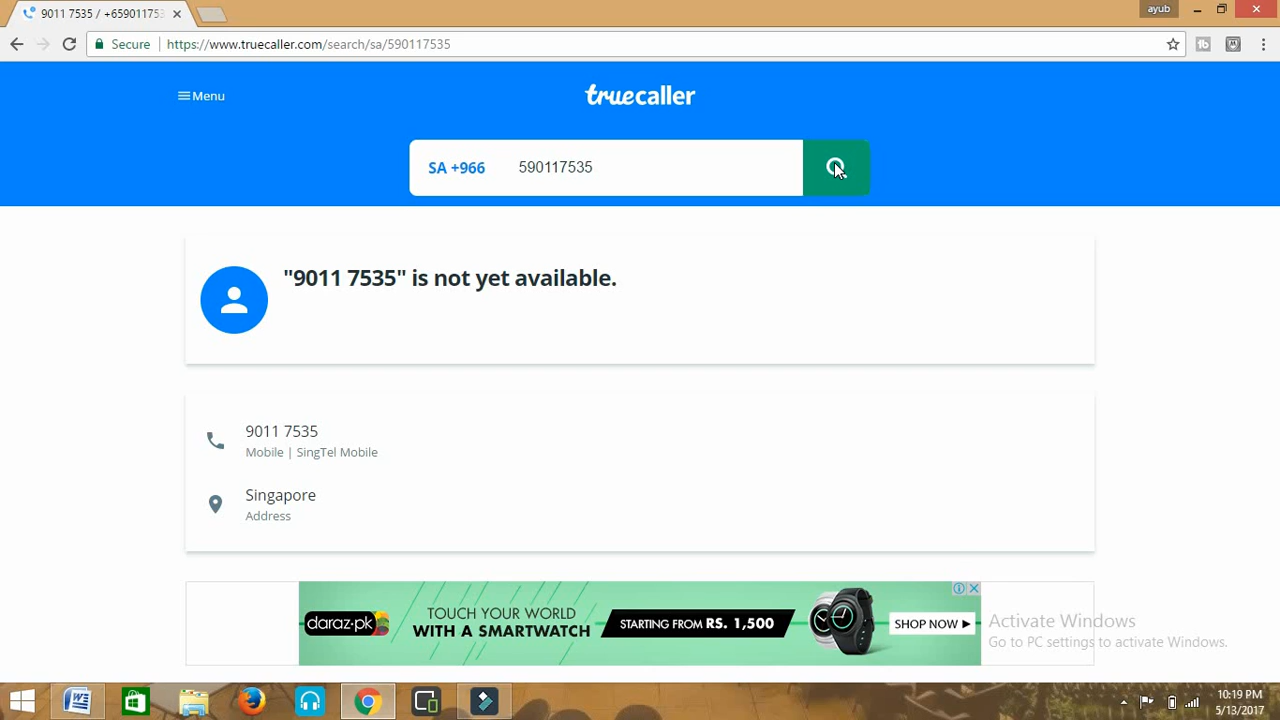 9011 7535 / +659011753
ayub
Secure
https://www.truecaller.com/search/sa/590117535
Menu
truecaller
SA +966
590117535
"9011 7535" is not yet available.
9011 7535
Mobile | SingTel Mobile
Singapore
Address
daraz.pk
TOUCH YOUR WORLD
WITH A SMARTWATCH
STARTING FROM RS. 1,500
SHOP NOW
Activate Windows
Go to PC settings to activate Windows.
10:19 PM
5/13/2017